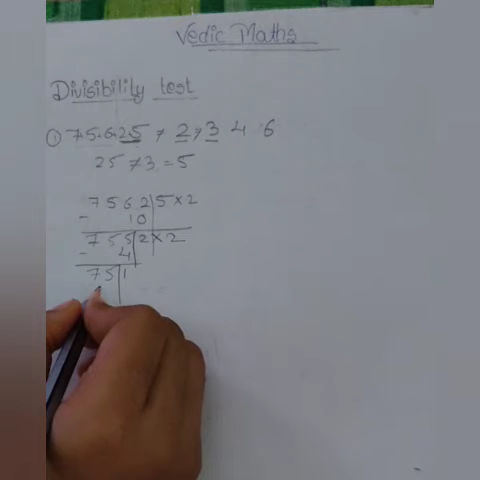 Vedic Maths
Divisibility test
① 75625, 2, 3 4 6
25 ≠ 3 = 5
7562|5×2
- 10
755|2×2
- 4
75|1